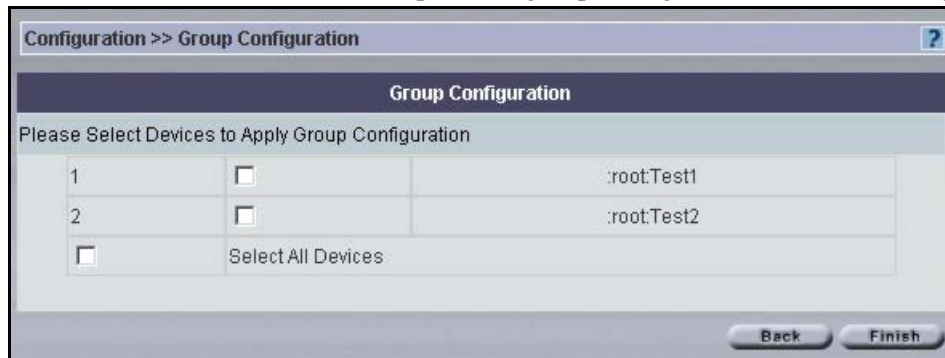 Configuration >> Group Configuration ?
Group Configuration
Please Select Devices to Apply Group Configuration
1 :root:Test1
2 :root:Test2
Select All Devices
Back Finish